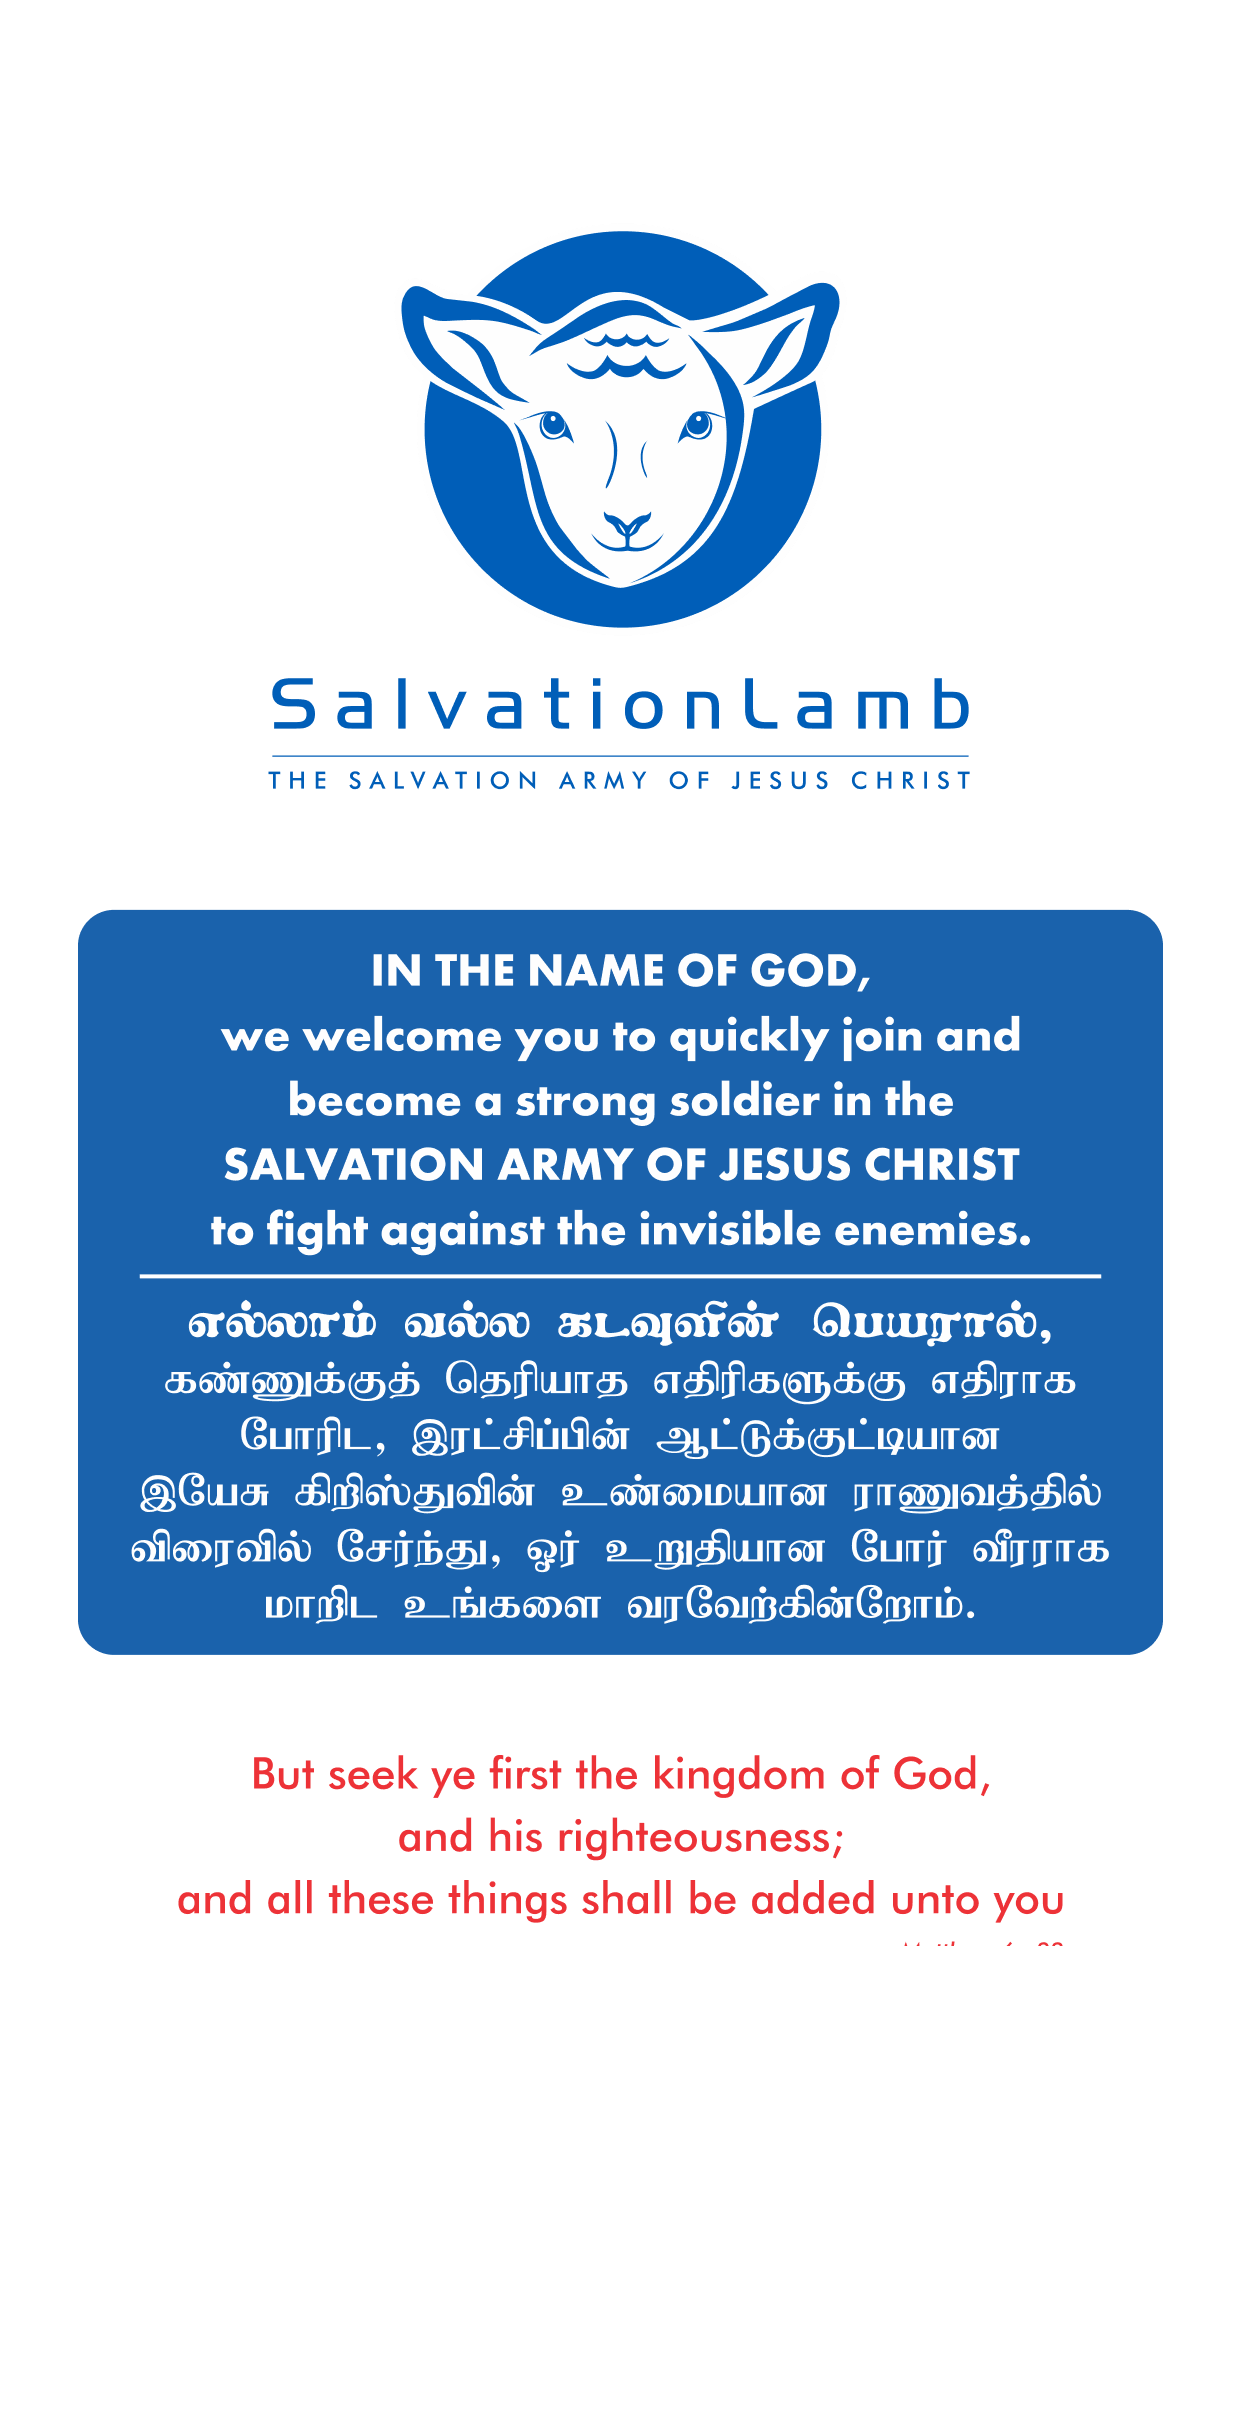 SalvationLamb
THE SALVATION ARMY OF JESUS CHRIST
IN THE NAME OF GOD,
we welcome you to quickly join and
become a strong soldier in the
SALVATION ARMY OF JESUS CHRIST
to fight against the invisible enemies.
எல்லாம் வல்ல கடவுளின் பெயரால்,
கண்ணுக்குத் தெரியாத எதிரிகளுக்கு எதிராக
போரிட, இரட்சிப்பின் ஆட்டுக்குட்டியான
இயேசு கிறிஸ்துவின் உண்மையான ராணுவத்தில்
விரைவில் சேர்ந்து, ஓர் உறுதியான போர் வீரராக
மாறிட உங்களை வரவேற்கின்றோம்.
But seek ye first the kingdom of God,
and his righteousness;
and all these things shall be added unto you